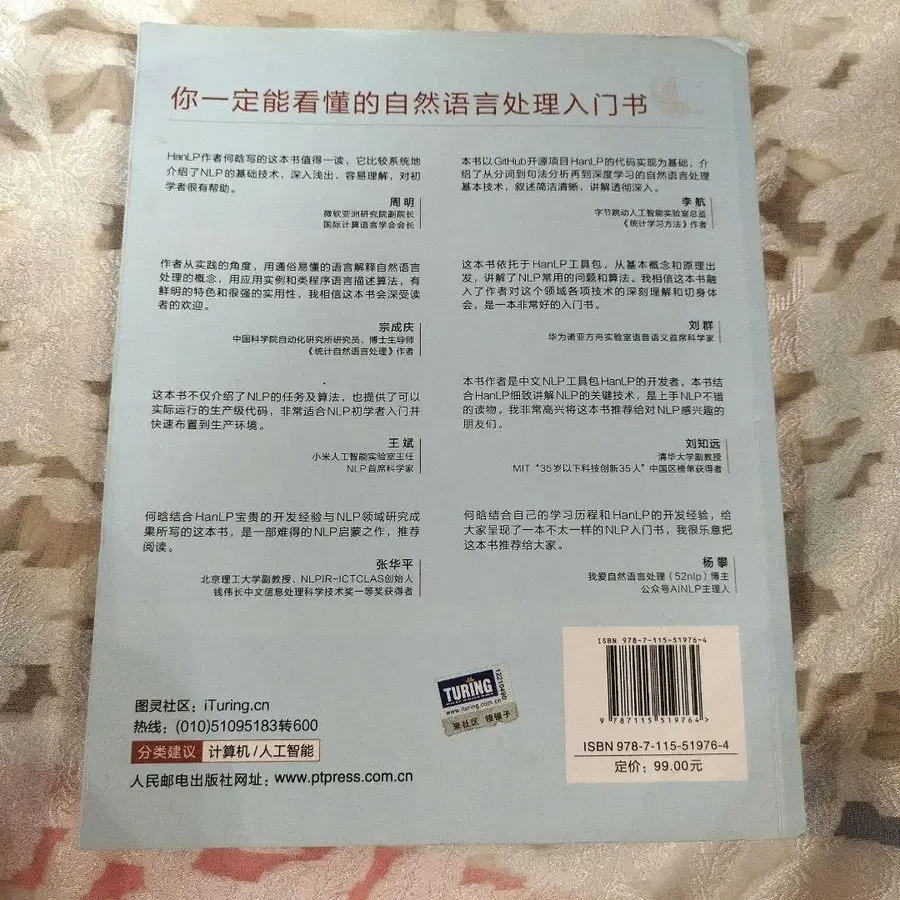 你一定能看懂的自然语言处理入门书
HanLP作者何晗写的这本书值得一读，它比较系统地
介绍了NLP的基础技术，深入浅出、容易理解，对初
学者很有帮助。
周明
微软亚洲研究院副院长
国际计算语言学会会长
本书以GitHub开源项目HanLP的代码实现为基础，介
绍了从分词到句法分析再到深度学习的自然语言处理
基本技术，叙述简洁清晰，讲解透彻深入。
李航
字节跳动人工智能实验室总监
《统计学习方法》作者
作者从实践的角度，用通俗易懂的语言解释自然语言
处理的概念，用应用实例和类程序语言描述算法，有
鲜明的特色和很强的实用性，我相信这本书会深受读
者的欢迎。
宗成庆
中国科学院自动化研究所研究员、博士生导师
《统计自然语言处理》作者
这本书依托于HanLP工具包，从基本概念和原理出
发，讲解了NLP常用的问题和算法。我相信这本书融
入了作者对这个领域各项技术的深刻理解和切身体
会，是一本非常好的入门书。
刘群
华为诺亚方舟实验室语音语义首席科学家
这本书不仅介绍了NLP的任务及算法，也提供了可以
实际运行的生产级代码，非常适合NLP初学者入门并
快速布置到生产环境。
王斌
小米人工智能实验室主任
NLP首席科学家
本书作者是中文NLP工具包HanLP的开发者，本书结
合HanLP细致讲解NLP的关键技术，是上手NLP不错
的读物。我非常高兴将这本书推荐给对NLP感兴趣的
朋友们。
刘知远
清华大学副教授
MIT“35岁以下科技创新35人”中国区榜单获得者
何晗结合HanLP宝贵的开发经验与NLP领域研究成
果所写的这本书，是一部难得的NLP启蒙之作，推荐
阅读。
张华平
北京理工大学副教授、NLPIR-ICTCLAS创始人
钱伟长中文信息处理科学技术奖一等奖获得者
何晗结合自己的学习历程和HanLP的开发经验，给
大家呈现了一本不太一样的NLP入门书，我很乐意把
这本书推荐给大家。
杨攀
我爱自然语言处理（52nlp）博主
公众号AINLP主理人
图灵社区：iTuring.cn
热线：(010)51095183转600
分类建议 计算机/人工智能
人民邮电出版社网址：www.ptpress.com.cn
TURING
www.ituring.com.cn
来社区 领银子
12210490
ISBN 978-7-115-51976-4
9 787115 519764 >
ISBN 978-7-115-51976-4
定价：99.00元